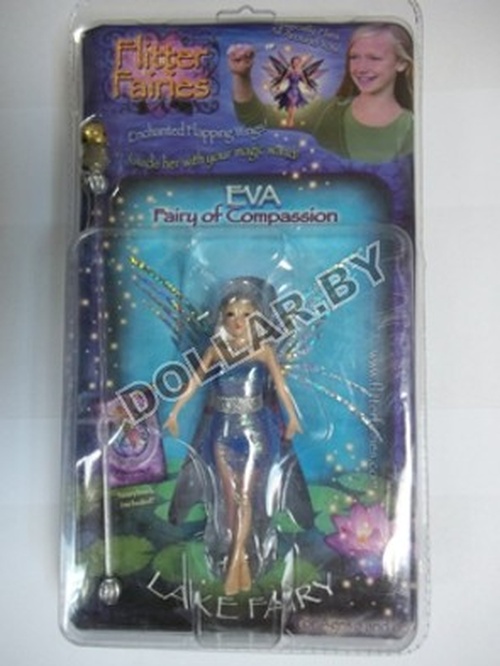 Flitter
Fairies
Enchanted Flapping Wings!
Guide her with your magic wand!
EVA
Fairy of Compassion
DOLLAR.BY
included!
LAKE FAIRY